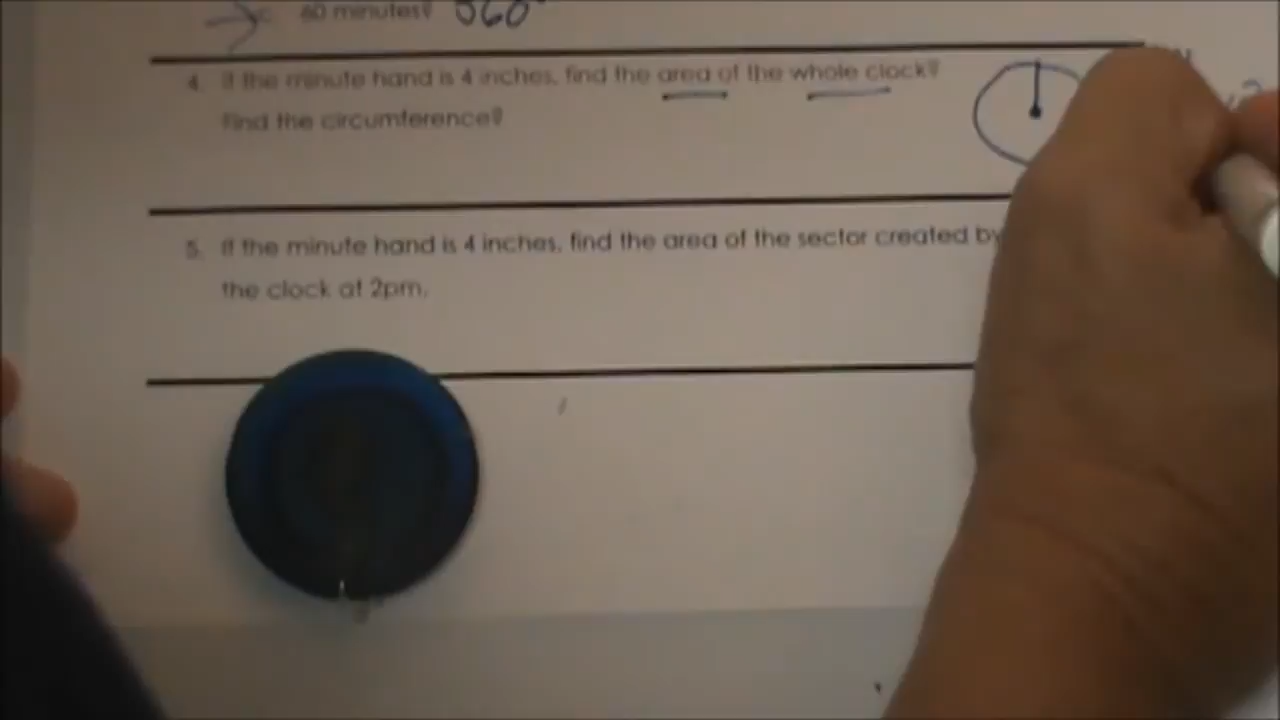 60 minutes? 360°
4. If the minute hand is 4 inches, find the area of the whole clock?
Find the circumference?
5. If the minute hand is 4 inches, find the area of the sector created by
the clock at 2pm.